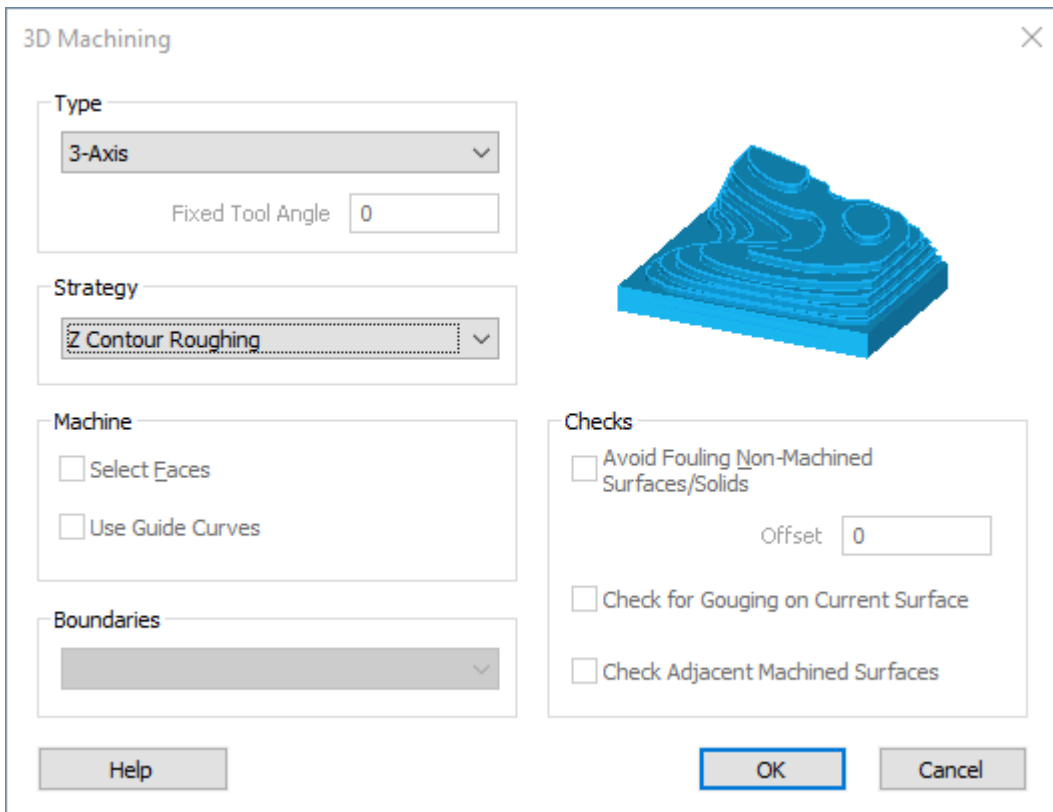 3D Machining
Type
3-Axis
Fixed Tool Angle 0
Strategy
Z Contour Roughing
Machine
Select Faces
Use Guide Curves
Boundaries
Checks
Avoid Fouling Non-Machined
Surfaces/Solids
Offset 0
Check for Gouging on Current Surface
Check Adjacent Machined Surfaces
Help
OK
Cancel